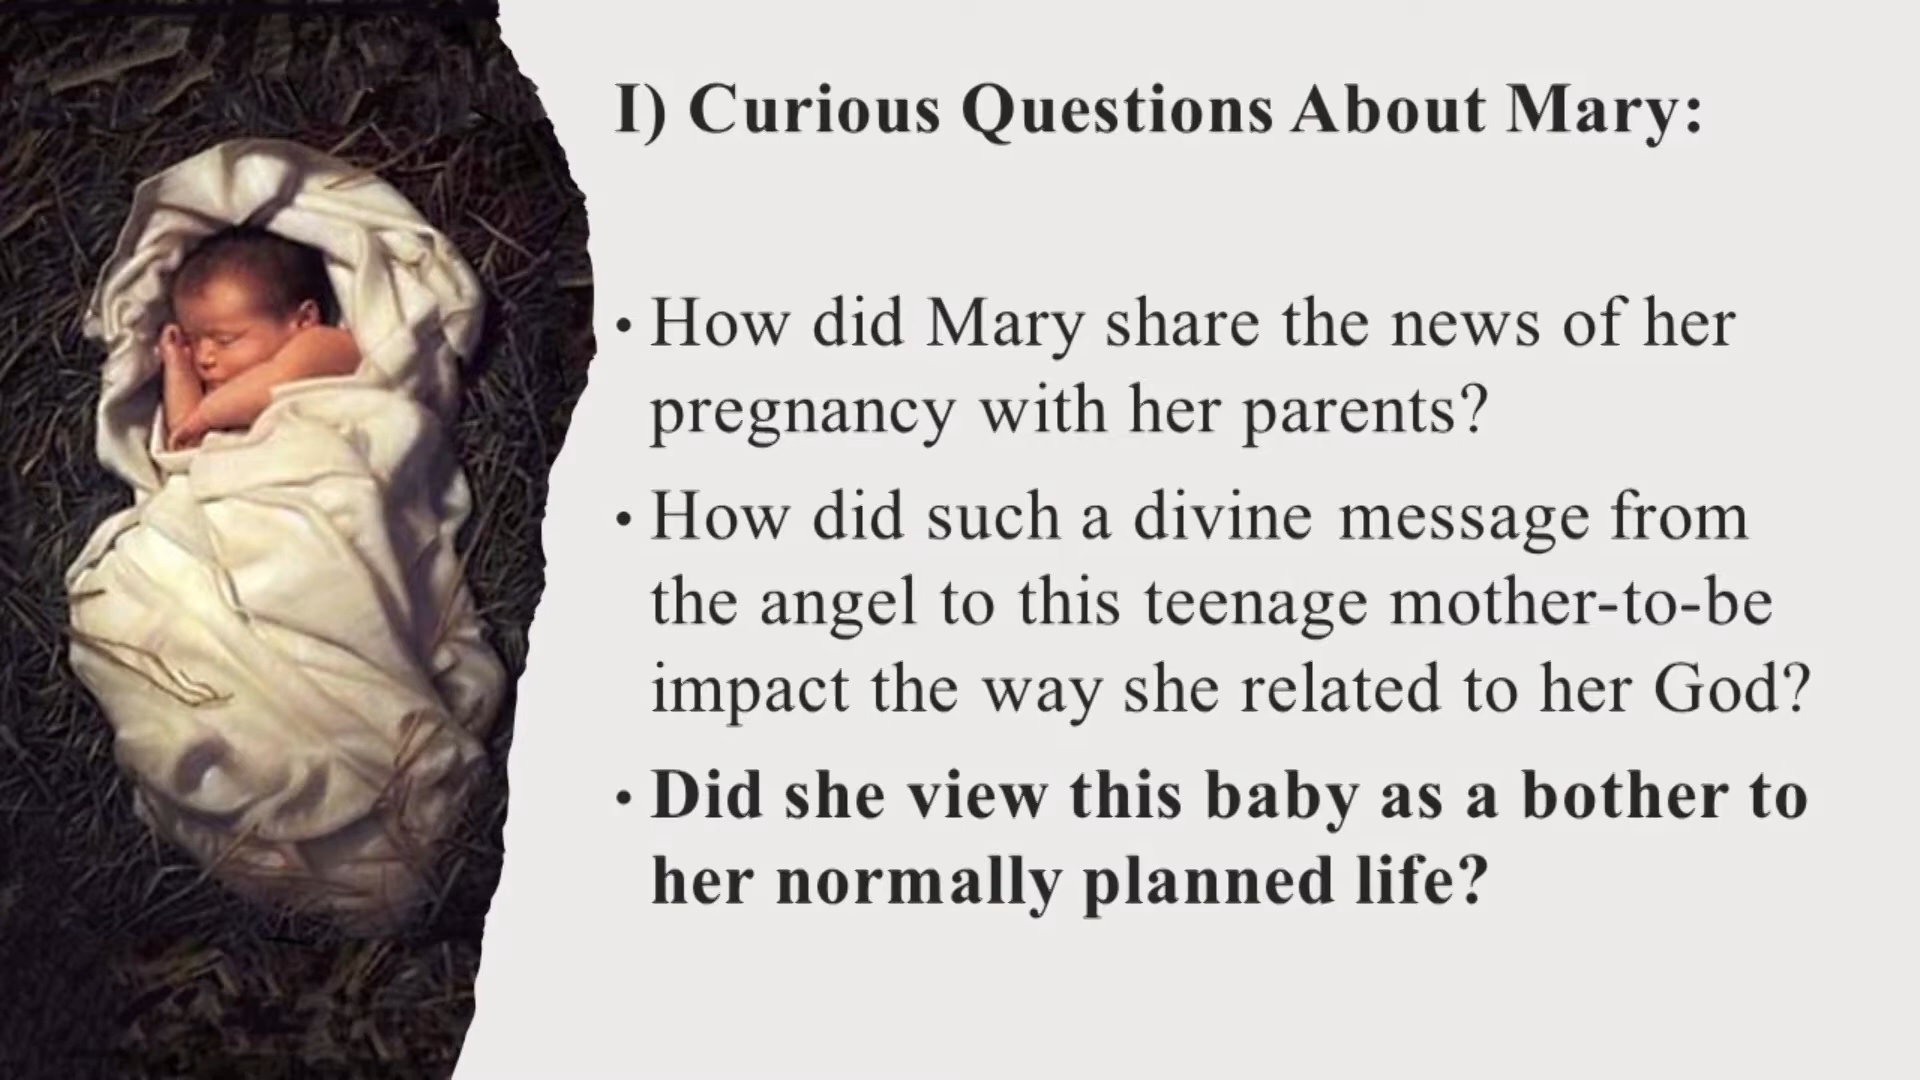 I) Curious Questions About Mary:
• How did Mary share the news of her
pregnancy with her parents?
• How did such a divine message from
the angel to this teenage mother-to-be
impact the way she related to her God?
• Did she view this baby as a bother to
her normally planned life?